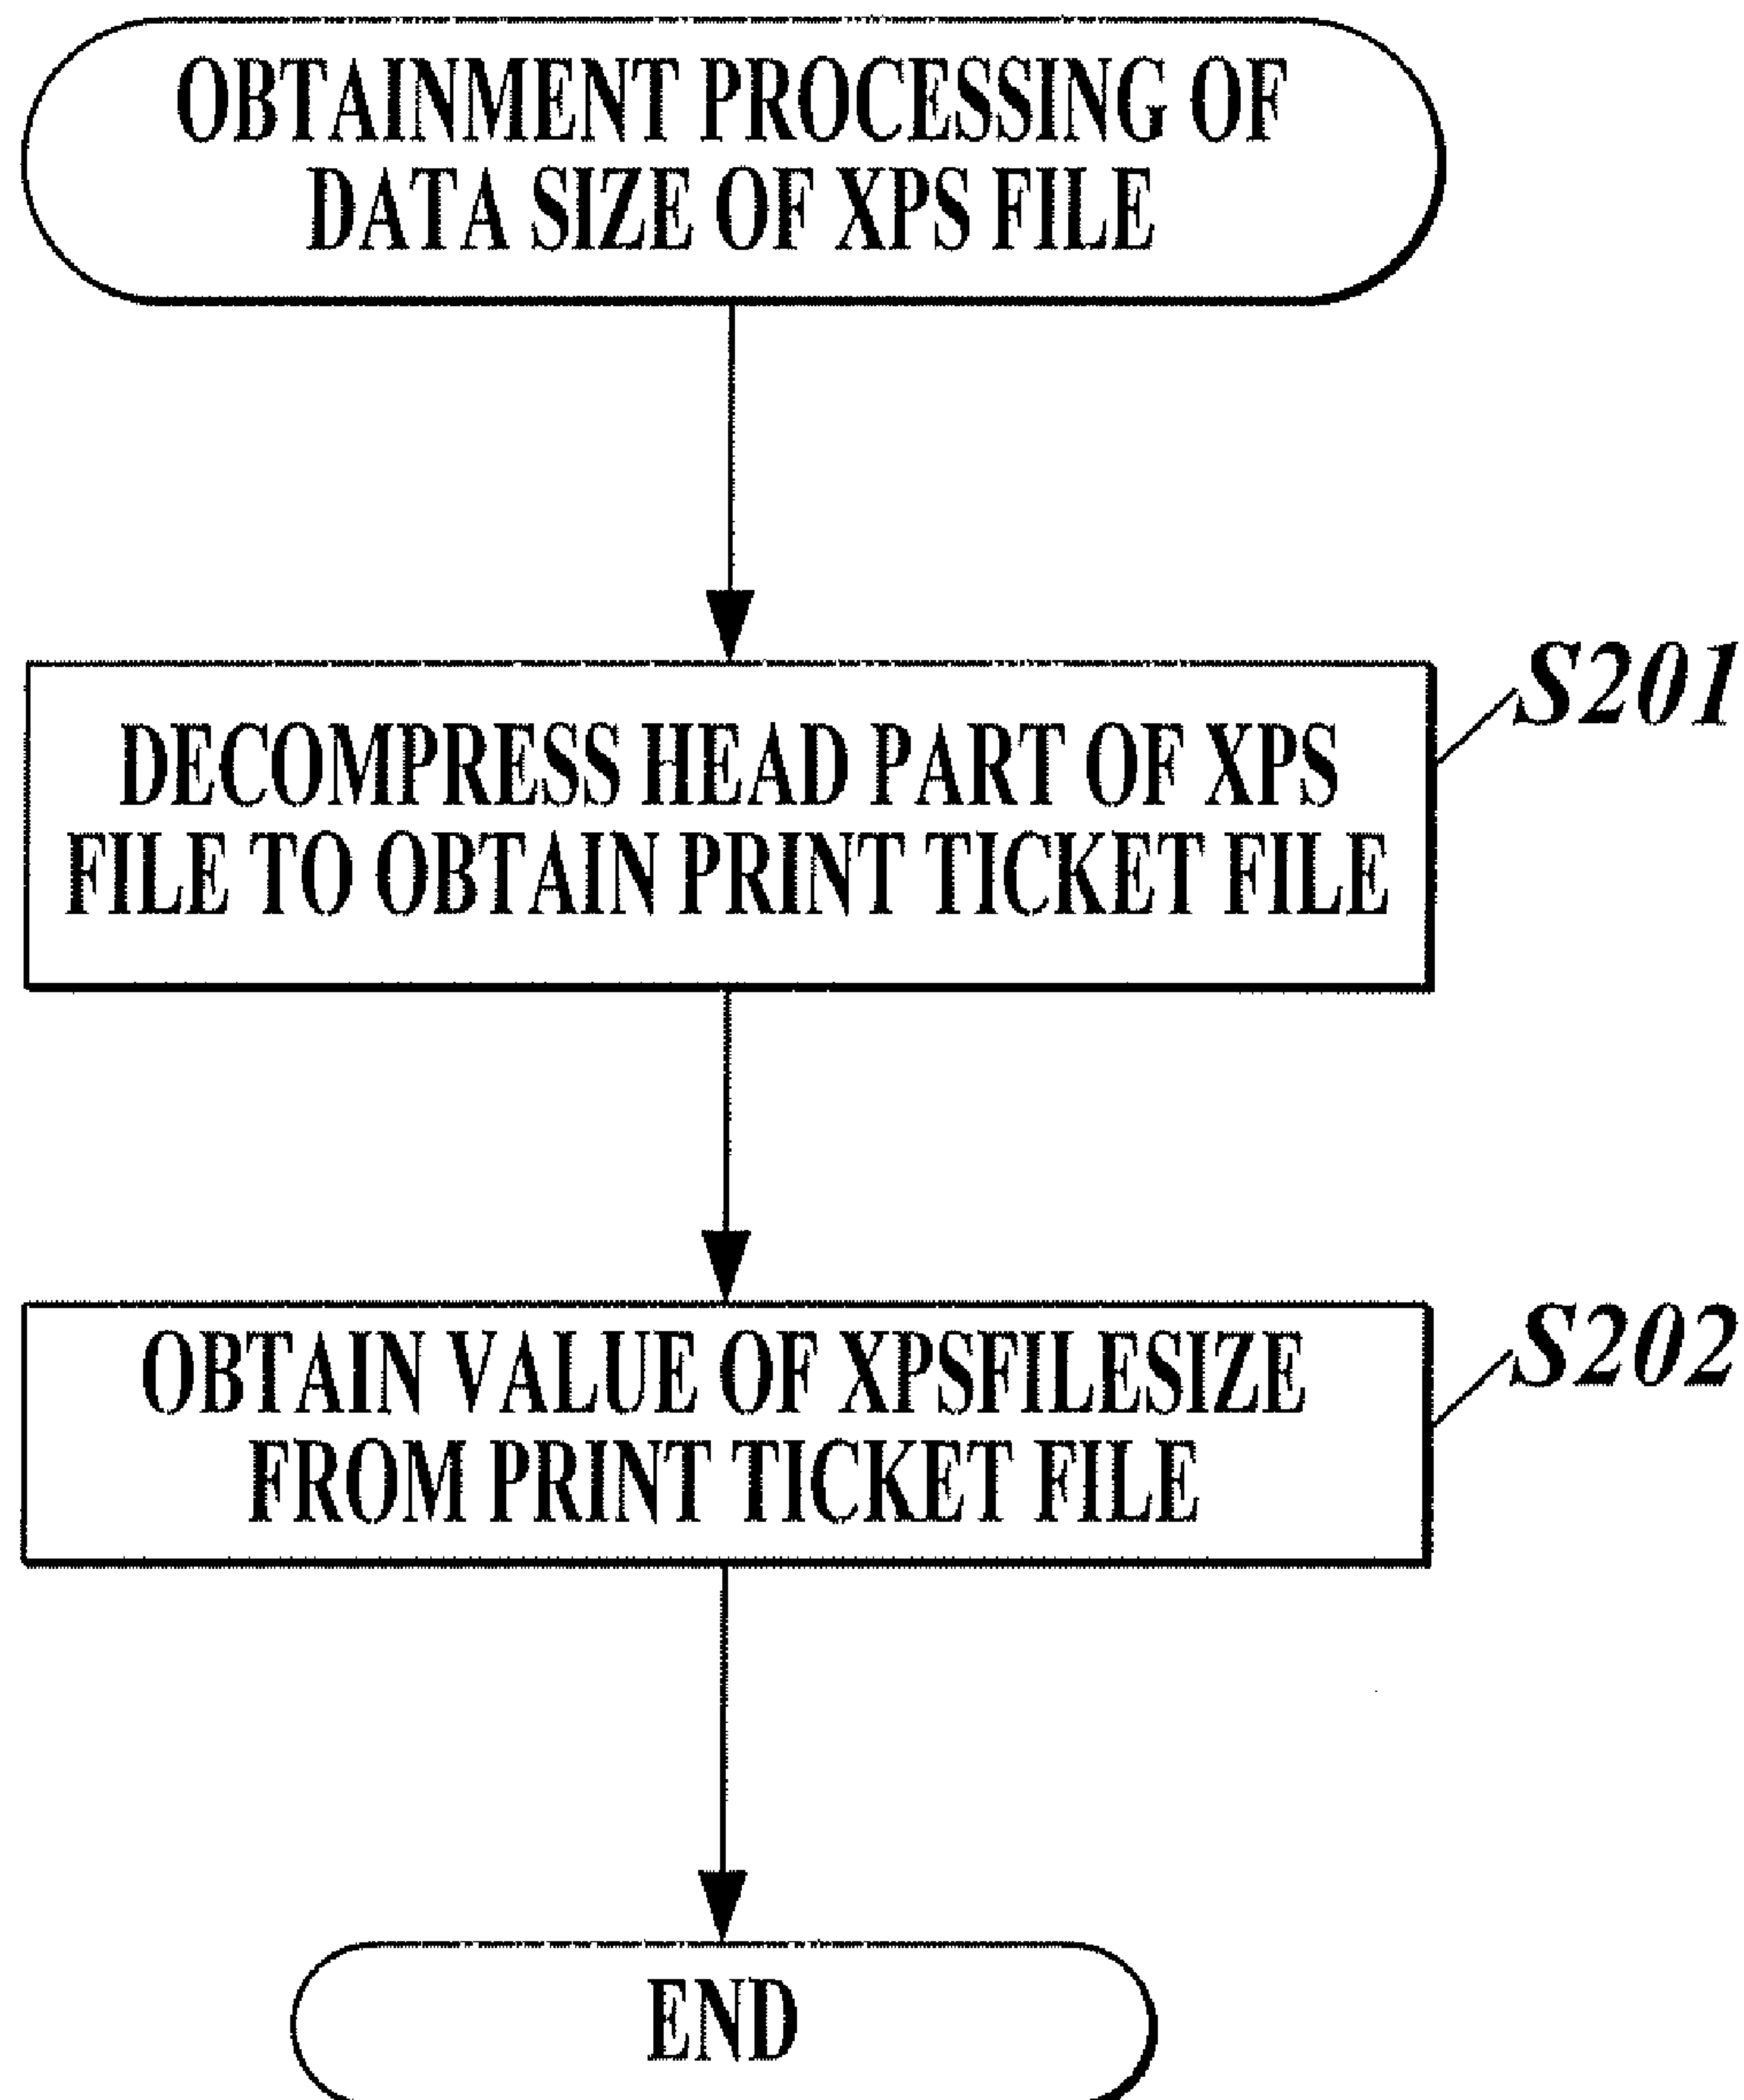 OBTAINMENT PROCESSING OF
DATA SIZE OF XPS FILE
S201
DECOMPRESS HEAD PART OF XPS
FILE TO OBTAIN PRINT TICKET FILE
S202
OBTAIN VALUE OF XPSFILESIZE
FROM PRINT TICKET FILE
END